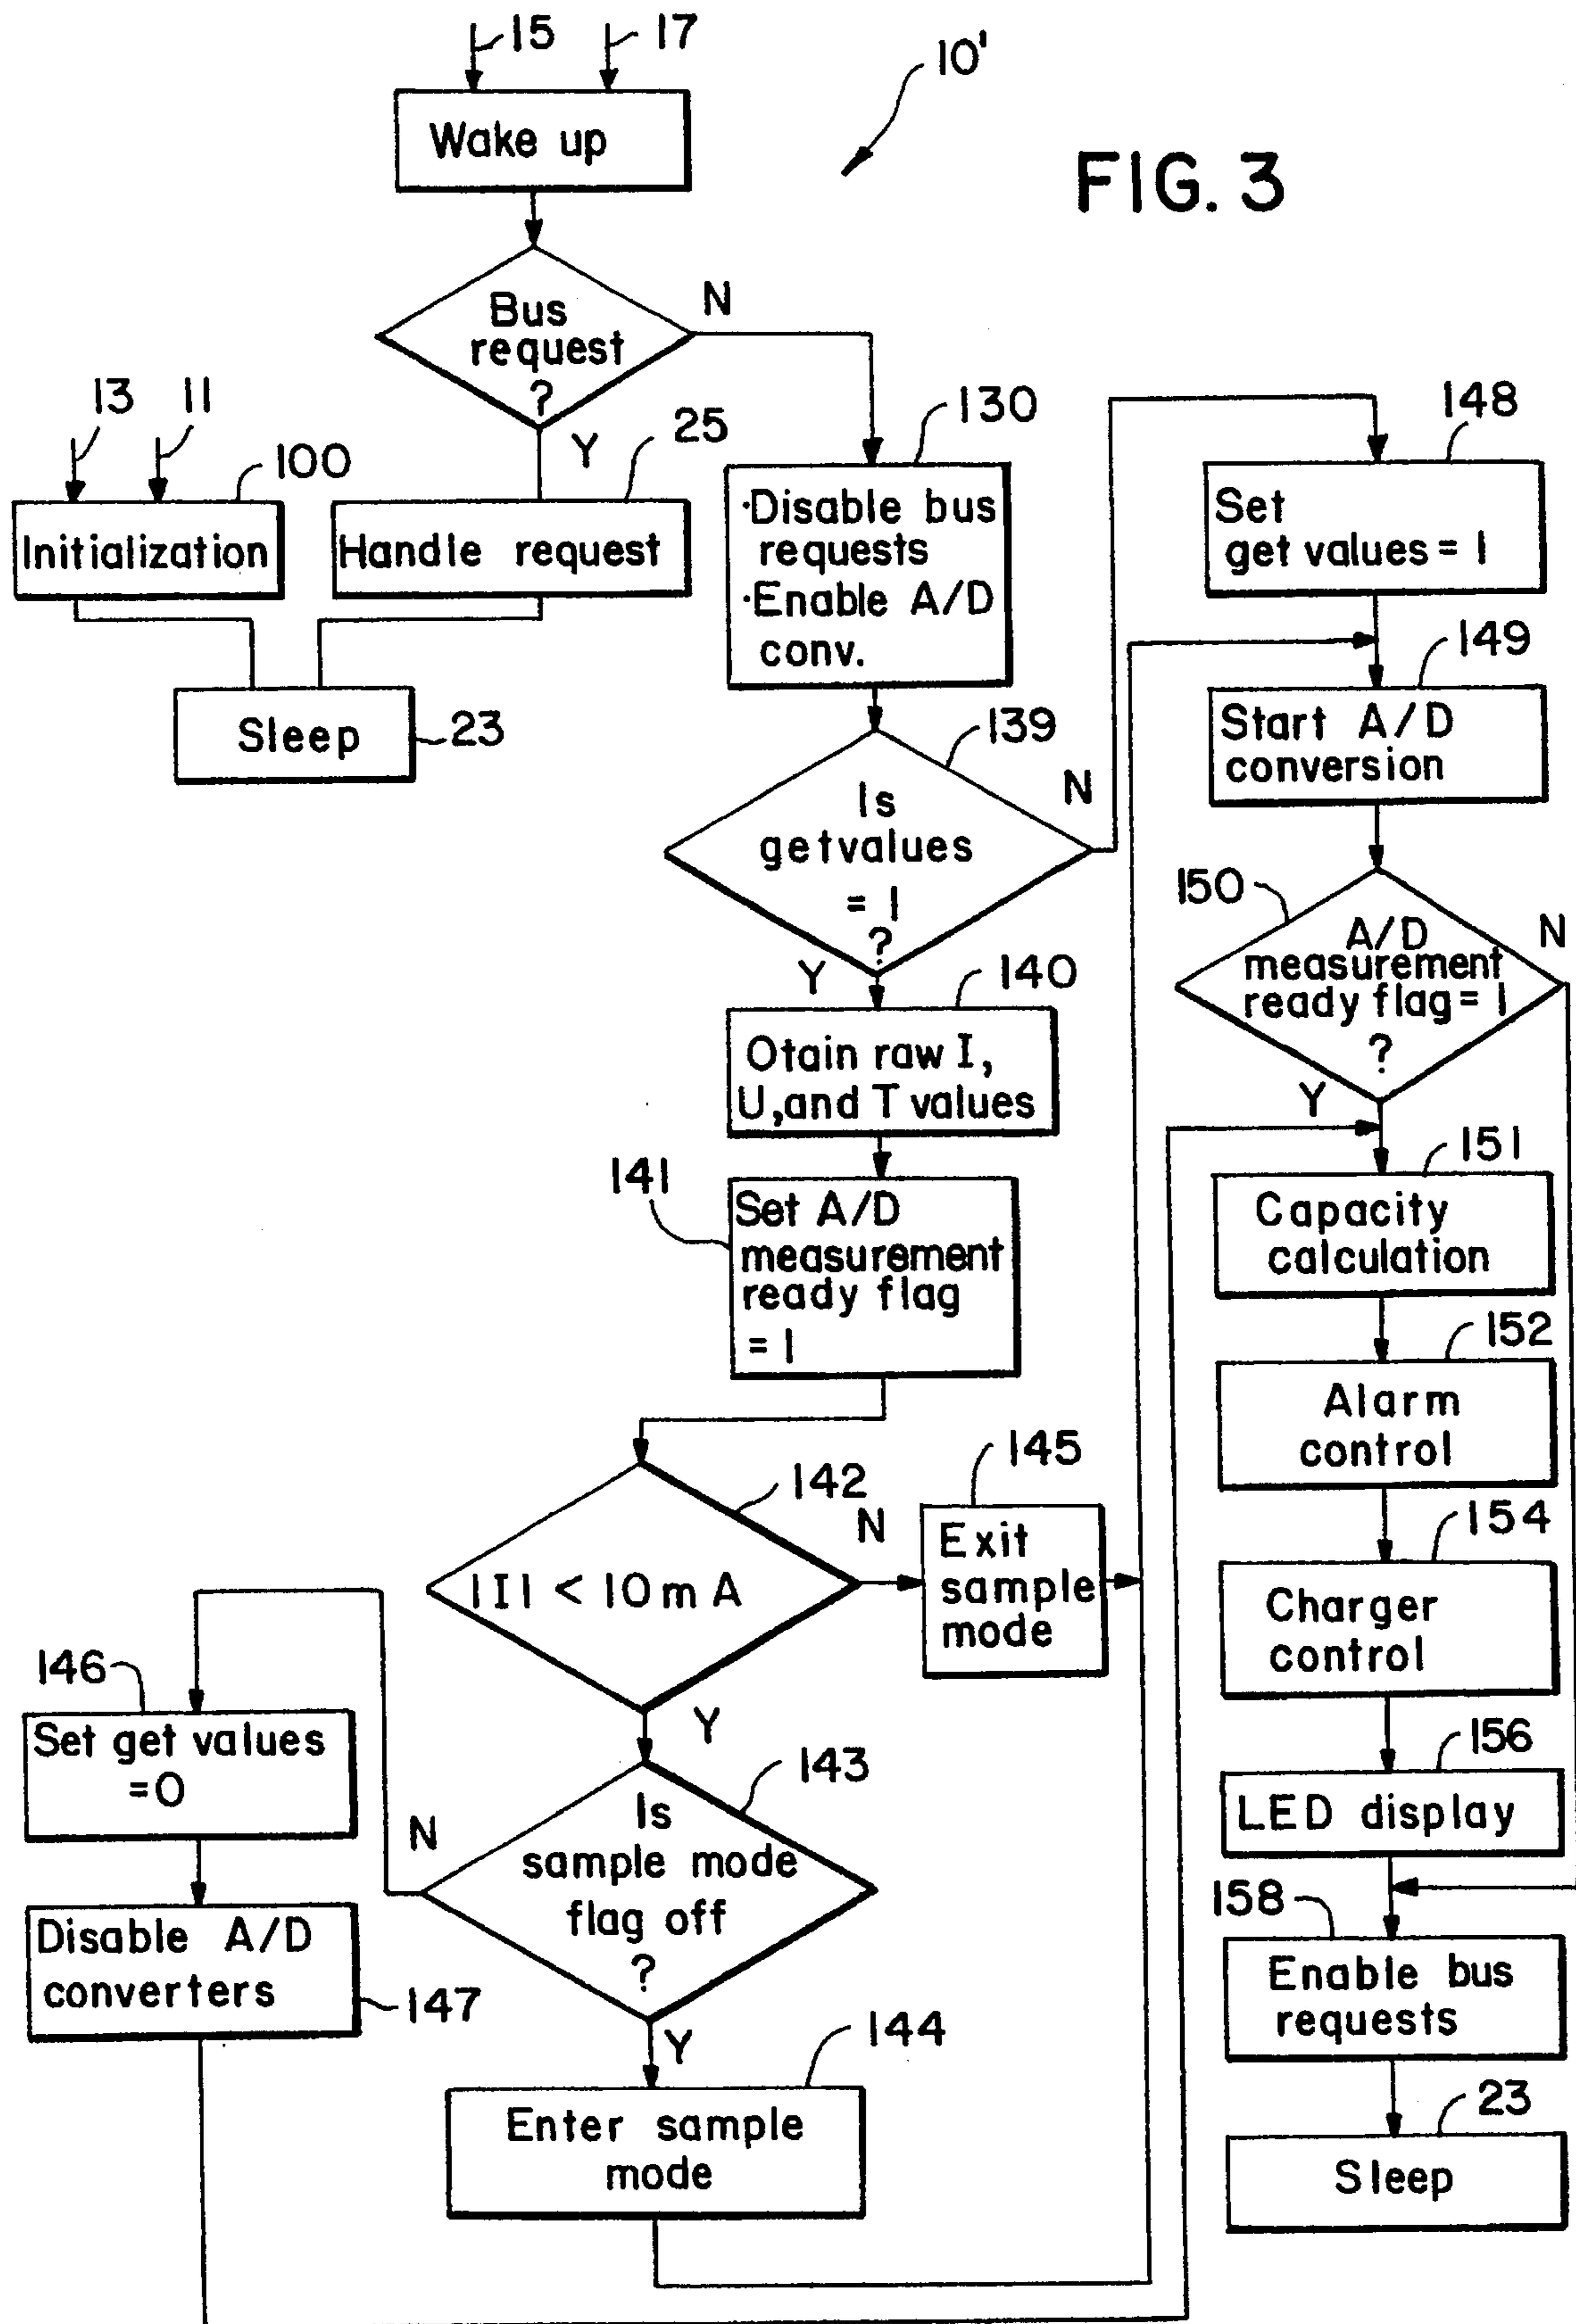 15
17
10'
FIG. 3
Wake up
Bus
request
?
N
Y
13
11
100
Initialization
25
Handle request
Sleep
23
130
·Disable bus
requests
·Enable A/D
conv.
139
Is
getvalues
= 1
?
N
Y
140
Otain raw I,
U, and T values
141
Set A/D
measurement
ready flag
= 1
142
|I| < 10 mA
N
Y
145
Exit
sample
mode
143
Is
sample mode
flag off
?
N
Y
146
Set get values
=0
Disable A/D
converters
147
144
Enter sample
mode
148
Set
get values = 1
149
Start A/D
conversion
150
A/D
measurement
ready flag = 1
?
N
Y
151
Capacity
calculation
152
Alarm
control
154
Charger
control
156
LED display
158
Enable bus
requests
23
Sleep